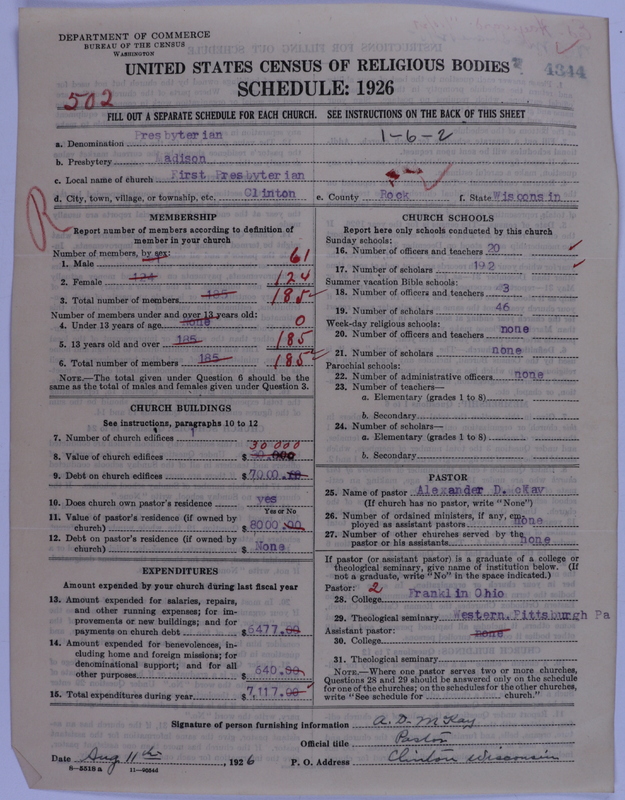 DEPARTMENT OF COMMERCE
BUREAU OF THE CENSUS
WASHINGTON
4344
UNITED STATES CENSUS OF RELIGIOUS BODIES
SCHEDULE: 1926
502
FILL OUT A SEPARATE SCHEDULE FOR EACH CHURCH. SEE INSTRUCTIONS ON THE BACK OF THIS SHEET
a. Denomination Presbyterian 1-6-2
b. Presbytery Madison
c. Local name of church First Presbyterian
d. City, town, village, or township, etc. Clinton e. County Rock f. State Wisconsin
R
MEMBERSHIP
Report number of members according to definition of
member in your church
Number of members, by sex:
1. Male 61
2. Female 124 124
3. Total number of members 185 185
Number of members under and over 13 years old:
4. Under 13 years of age none 0
5. 13 years old and over 185 185
6. Total number of members 185 185
NOTE.—The total given under Question 6 should be the
same as the total of males and females given under Question 3.
CHURCH BUILDINGS
See instructions, paragraphs 10 to 12
7. Number of church edifices 1
30 000
8. Value of church edifices $
9. Debt on church edifices $ 7000.00
10. Does church own pastor's residence yes
Yes or No
11. Value of pastor's residence (if owned by
church) $ 8000.00
12. Debt on pastor's residence (if owned by
church) $ None
EXPENDITURES
Amount expended by your church during last fiscal year
13. Amount expended for salaries, repairs,
and other running expenses; for im-
provements or new buildings; and for
payments on church debt $ 6477.00
14. Amount expended for benevolences, in-
cluding home and foreign missions; for
denominational support; and for all
other purposes $ 640.00
15. Total expenditures during year $ 7,117.00
CHURCH SCHOOLS
Report here only schools conducted by this church
Sunday schools:
16. Number of officers and teachers 20
17. Number of scholars 192
Summer vacation Bible schools:
18. Number of officers and teachers 3
19. Number of scholars 46
Week-day religious schools:
20. Number of officers and teachers none
21. Number of scholars none
Parochial schools:
22. Number of administrative officers none
23. Number of teachers—
a. Elementary (grades 1 to 8)
b. Secondary
24. Number of scholars—
a. Elementary (grades 1 to 8)
b. Secondary
PASTOR
25. Name of pastor Alexander D. McKay
(If church has no pastor, write "None")
26. Number of ordained ministers, if any, em-
ployed as assistant pastors none
27. Number of other churches served by the
pastor or his assistants none
If pastor (or assistant pastor) is a graduate of a college or
theological seminary, give name of institution below. (If
not a graduate, write "No" in the space indicated.)
Pastor: 2
28. College Franklin Ohio
29. Theological seminary Western, Pittsburgh Pa
Assistant pastor:
30. College none
31. Theological seminary
NOTE.—Where one pastor serves two or more churches,
Questions 28 and 29 should be answered only on the schedule
for one of the churches; on the schedules for the other churches,
write "See schedule for church."
Signature of person furnishing information A. D. McKay
Official title Pastor
Date Aug 11th, 1926 P. O. Address Clinton Wisconsin
8—5518 a